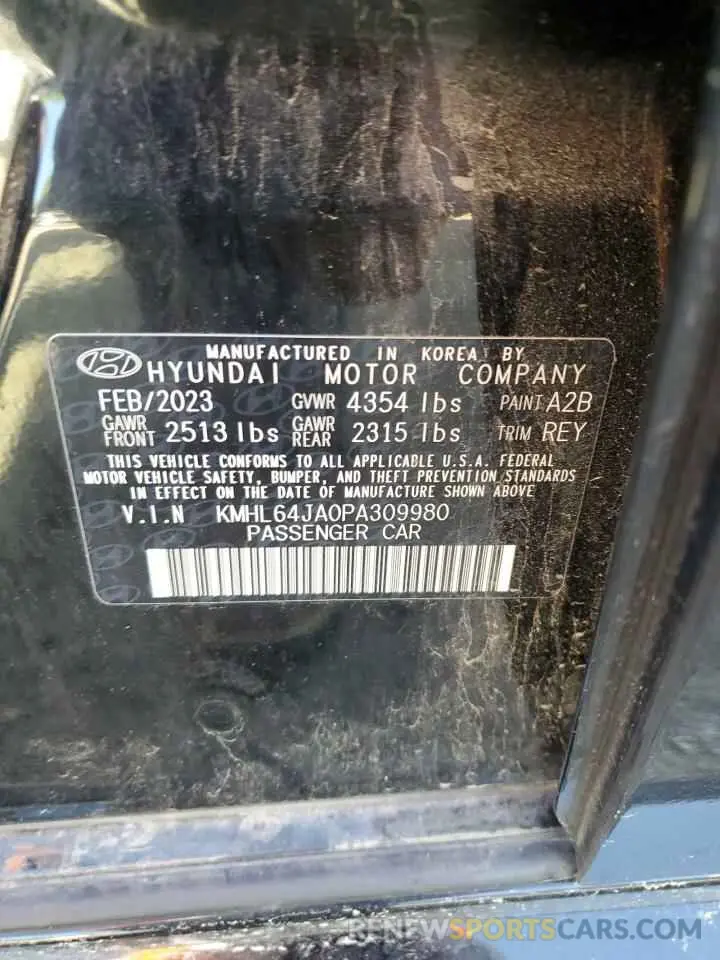 MANUFACTURED IN KOREA BY
HYUNDAI MOTOR COMPANY
FEB/2023 GVWR 4354 lbs PAINT A2B
GAWR FRONT 2513 lbs GAWR REAR 2315 lbs TRIM REY
THIS VEHICLE CONFORMS TO ALL APPLICABLE U.S.A. FEDERAL
MOTOR VEHICLE SAFETY, BUMPER, AND THEFT PREVENTION STANDARDS
IN EFFECT ON THE DATE OF MANUFACTURE SHOWN ABOVE
V.I.N KMHL64JA0PA309980
PASSENGER CAR
RENEWSPORTSCARS.COM